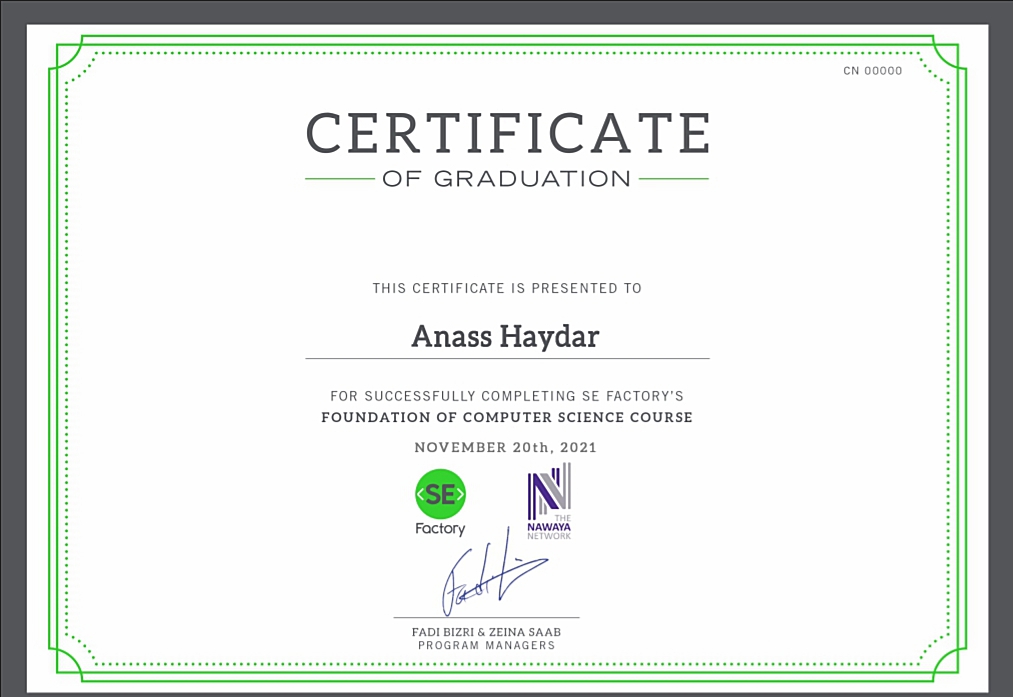 CN 00000
CERTIFICATE
OF GRADUATION
THIS CERTIFICATE IS PRESENTED TO
Anass Haydar
FOR SUCCESSFULLY COMPLETING SE FACTORY'S
FOUNDATION OF COMPUTER SCIENCE COURSE
NOVEMBER 20th, 2021
<SE>
Factory
N
THE
NAWAYA
NETWORK
Fadi
FADI BIZRI & ZEINA SAAB
PROGRAM MANAGERS